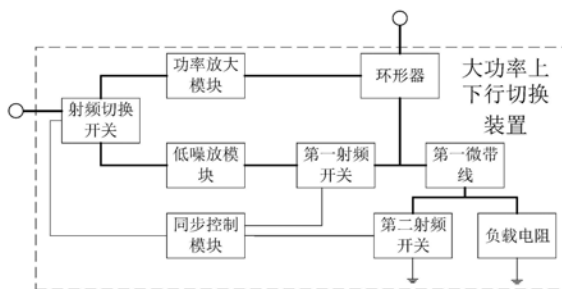 功率放大
模块
环形器
大功率上
下行切换
装置
射频切换
开关
低噪放模
块
第一射频
开关
第一微带
线
同步控制
模块
第二射频
开关
负载电阻